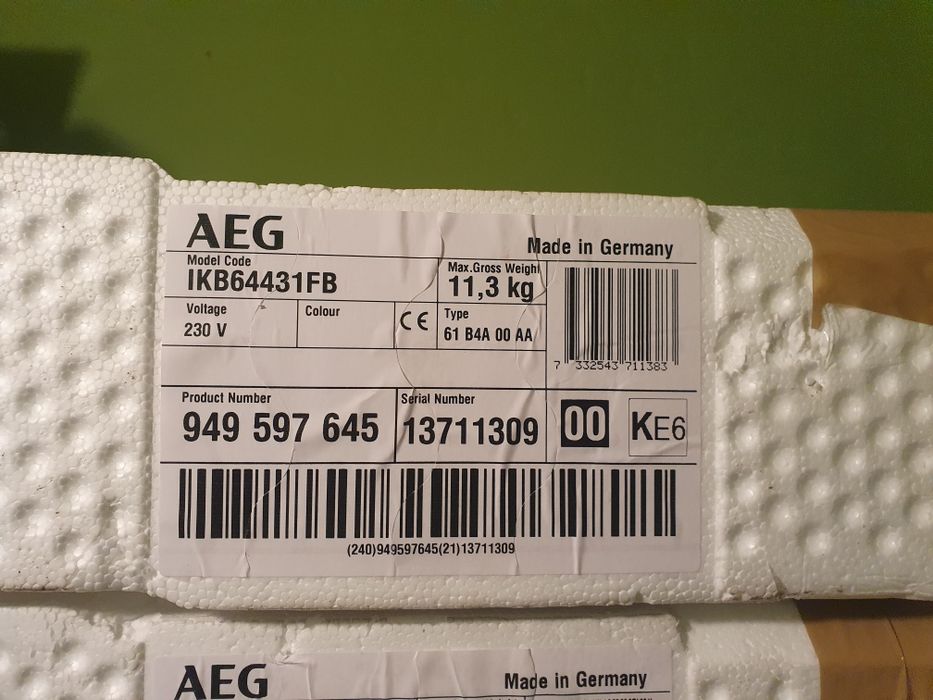 AEG
Made in Germany
Model Code
IKB64431FB
Max.Gross Weight
11,3 kg
Voltage
230 V
Colour
CE
Type
61 B4A 00 AA
7 332543 711383
Product Number
949 597 645
Serial Number
13711309
00
KE6
(240)949597645(21)13711309
AEG
Made in Germany